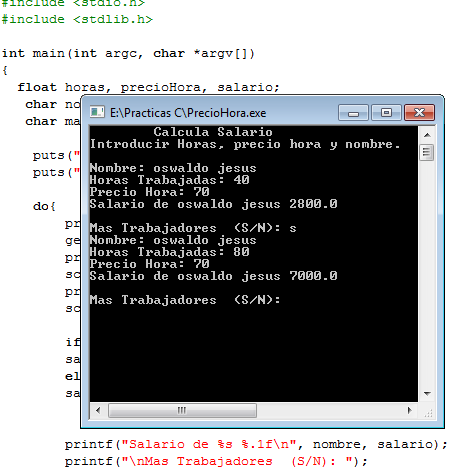 #include <stdio.h>
#include <stdlib.h>
int main(int argc, char *argv[])
{
float horas, precioHora, salario;
char no
char ma
puts("
puts("
do{
pr
ge
pr
sc
pr
sc
if
sa
el
sa
printf("Salario de %s %.1f\n", nombre, salario);
printf("\nMas Trabajadores  (S/N): ");
E:\Practicas C\PrecioHora.exe
Calcula Salario
Introducir Horas, precio hora y nombre.
Nombre: oswaldo jesus
Horas Trabajadas: 40
Precio Hora: 70
Salario de oswaldo jesus 2800.0
Mas Trabajadores  (S/N): s
Nombre: oswaldo jesus
Horas Trabajadas: 80
Precio Hora: 70
Salario de oswaldo jesus 7000.0
Mas Trabajadores  (S/N):